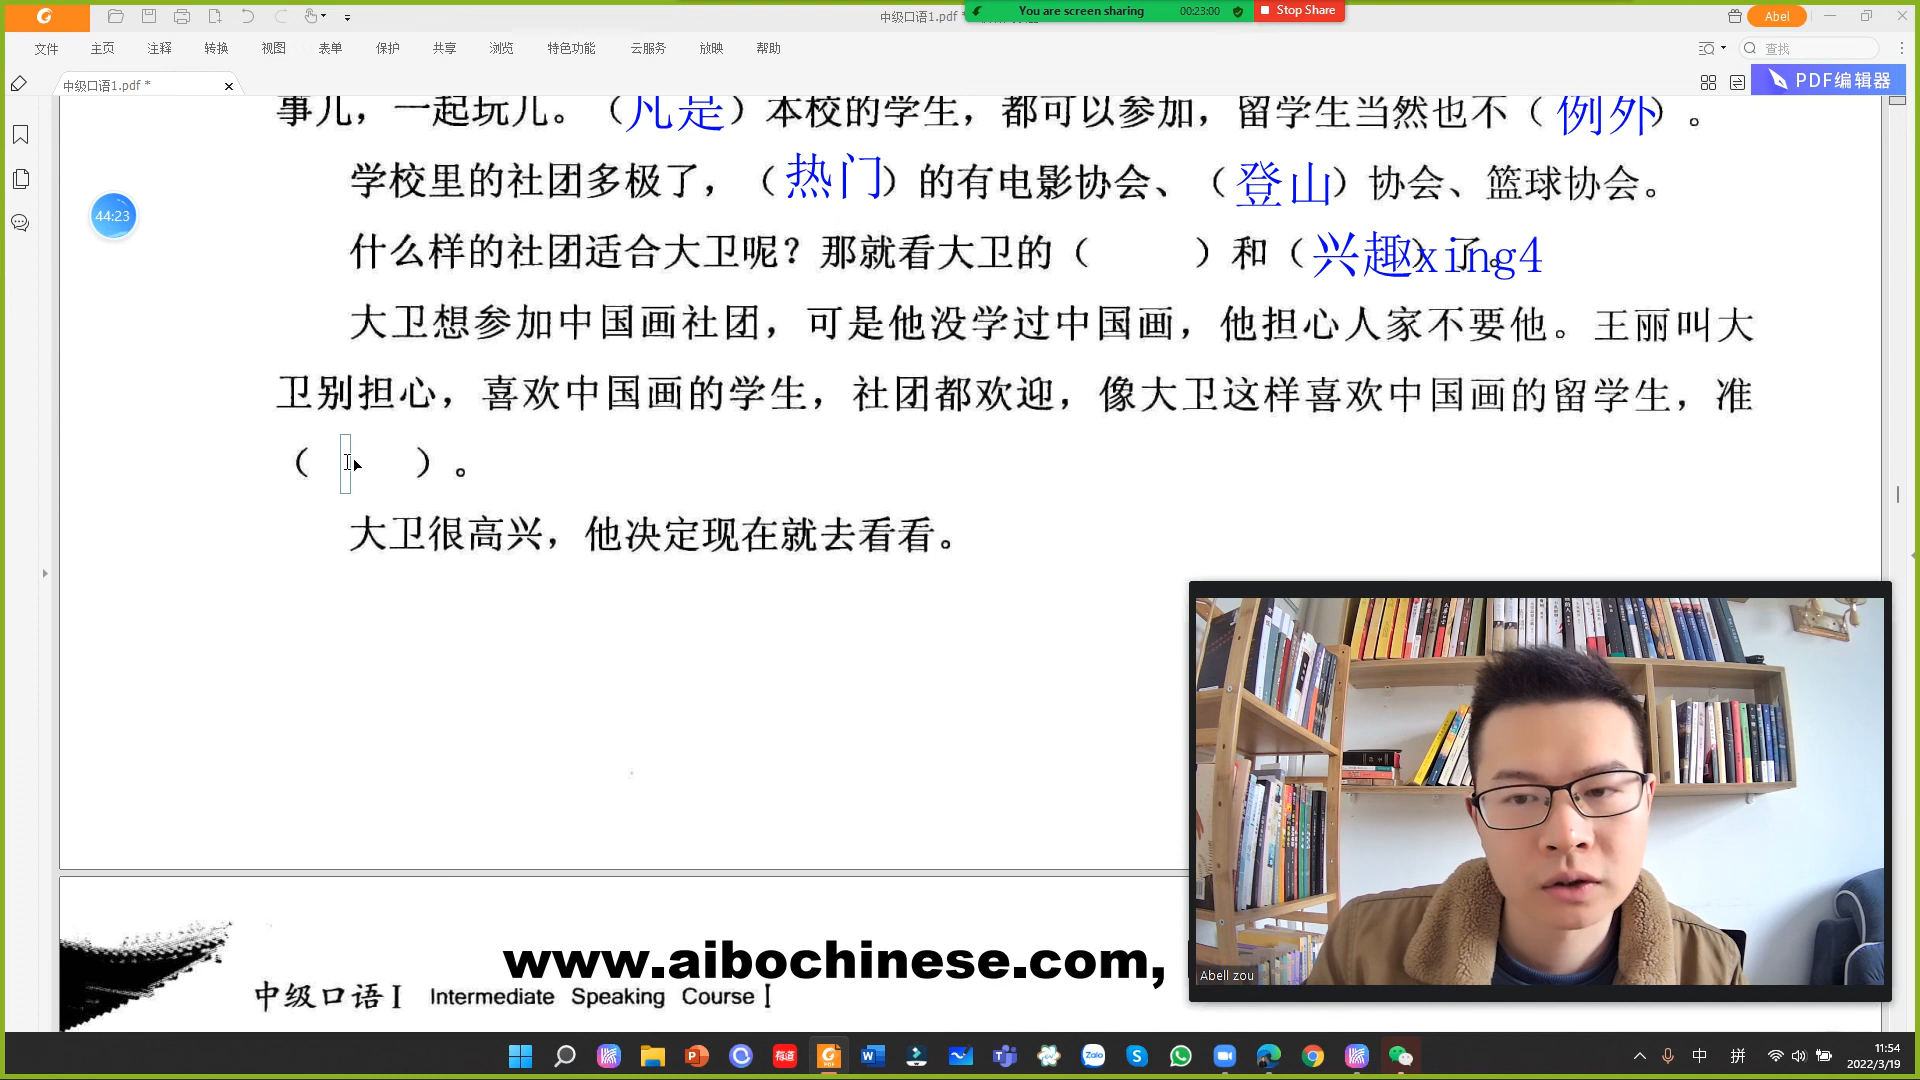 中级口语1.pdf *
You are screen sharing
00:23:00
Stop Share
Abel
文件 主页 注释 转换 视图 表单 保护 共享 浏览 特色功能 云服务 放映 帮助
查找
中级口语1.pdf *
PDF编辑器
事儿，一起玩儿。（凡是）本校的学生，都可以参加，留学生当然也不（例外）。
学校里的社团多极了，（热门）的有电影协会、（登山）协会、篮球协会。
44:23
什么样的社团适合大卫呢？那就看大卫的（ ）和（兴趣xing4）了。
大卫想参加中国画社团，可是他没学过中国画，他担心人家不要他。王丽叫大
卫别担心，喜欢中国画的学生，社团都欢迎，像大卫这样喜欢中国画的留学生，准
（ ）。
大卫很高兴，他决定现在就去看看。
www.aibochinese.com,
中级口语I Intermediate Speaking Course I
Abell zou
有道
Zalo
中
拼
11:54
2022/3/19